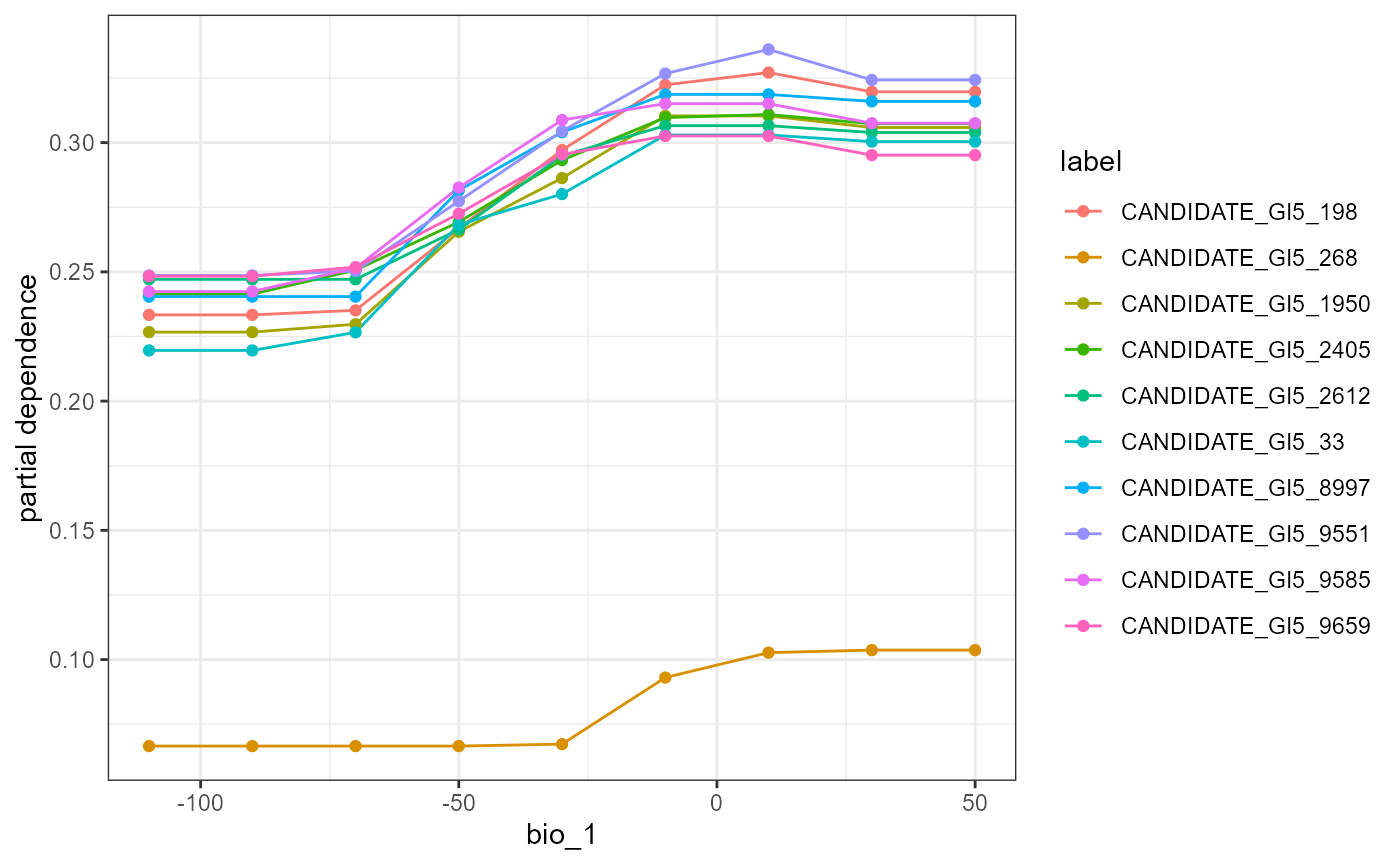 partial dependence
0.30
0.25
0.20
0.15
0.10
-100
-50
0
50
bio_1
label
CANDIDATE_GI5_198
CANDIDATE_GI5_268
CANDIDATE_GI5_1950
CANDIDATE_GI5_2405
CANDIDATE_GI5_2612
CANDIDATE_GI5_33
CANDIDATE_GI5_8997
CANDIDATE_GI5_9551
CANDIDATE_GI5_9585
CANDIDATE_GI5_9659